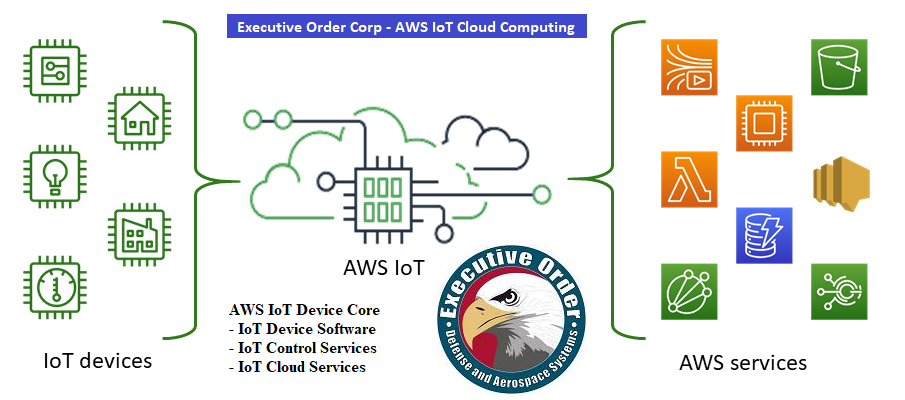 Executive Order Corp - AWS IoT Cloud Computing
AWS IoT
IoT devices
AWS IoT Device Core
- IoT Device Software
- IoT Control Services
- IoT Cloud Services
Executive Order
Defense and Aerospace Systems
AWS services